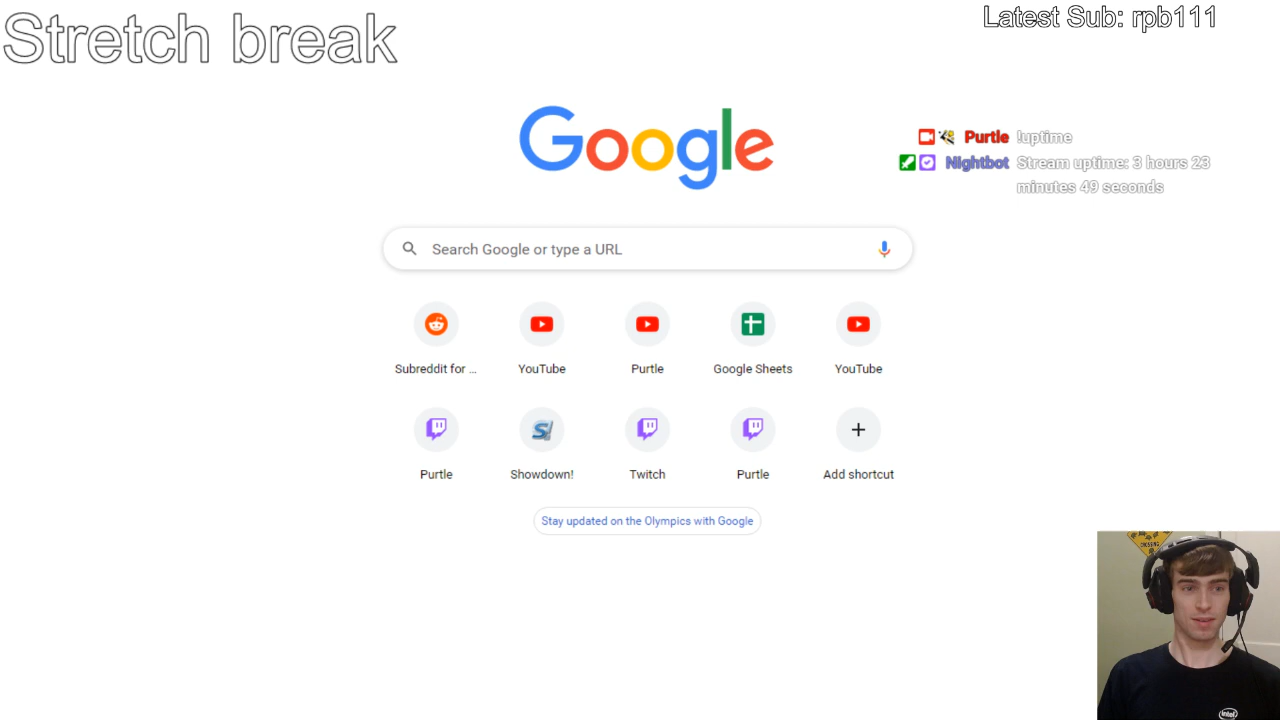 Stretch break
Latest Sub: rpb111
Google
Purtle !uptime
Nightbot Stream uptime: 3 hours 23
minutes 49 seconds
Search Google or type a URL
Subreddit for ...
YouTube
Purtle
Google Sheets
YouTube
Purtle
Showdown!
Twitch
Purtle
Add shortcut
Stay updated on the Olympics with Google
CROSSING
intel